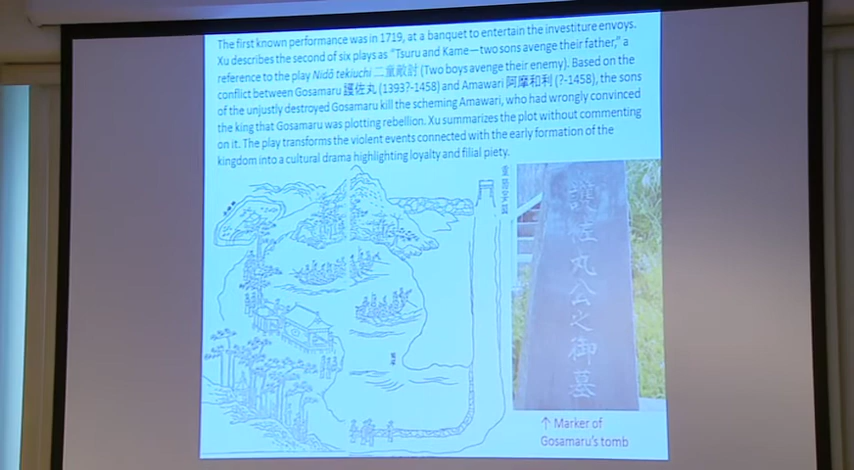 The first known performance was in 1719, at a banquet to entertain the investiture envoys.
Xu describes the second of six plays as “Tsuru and Kame—two sons avenge their father,” a
reference to the play Nidō tekiuchi 二童敵討 (Two boys avenge their enemy). Based on the
conflict between Gosamaru 護佐丸 (1393?-1458) and Amawari 阿摩和利 (?-1458), the sons
of the unjustly destroyed Gosamaru kill the scheming Amawari, who had wrongly convinced
the king that Gosamaru was plotting rebellion. Xu summarizes the plot without commenting
on it. The play transforms the violent events connected with the early formation of the
kingdom into a cultural drama highlighting loyalty and filial piety.
護佐丸公之御墓
↑ Marker of
Gosamaru’s tomb